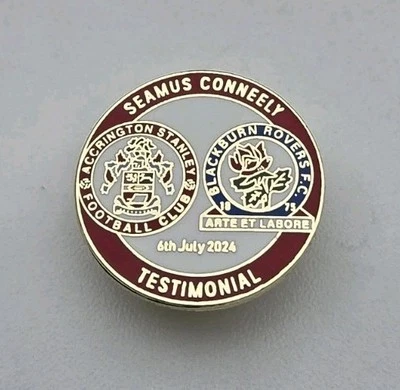 SEAMUS CONNEELY
ACCRINGTON STANLEY
FOOTBALL CLUB
BLACKBURN ROVERS F.C.
18 75
ARTE ET LABORE
6th July 2024
TESTIMONIAL